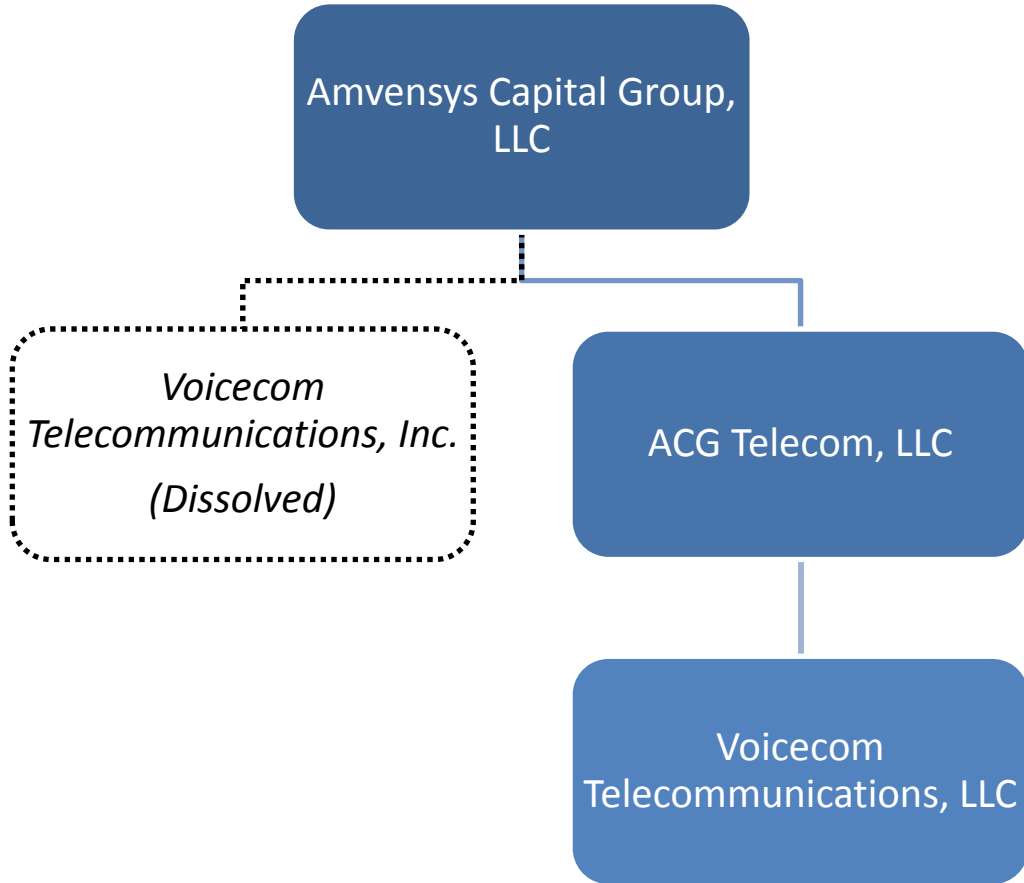 Amvensys Capital Group,
LLC
Voicecom
Telecommunications, Inc.
(Dissolved)
ACG Telecom, LLC
Voicecom
Telecommunications, LLC